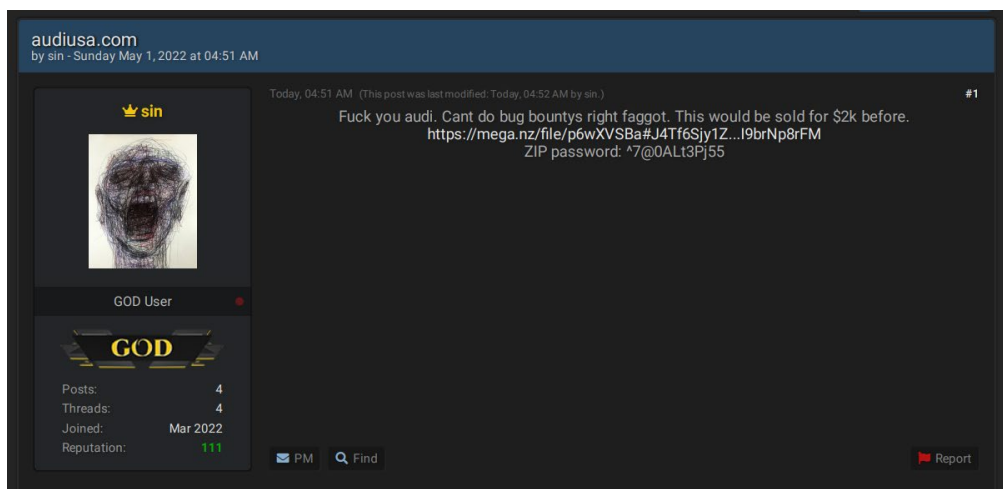 audiusa.com
by sin - Sunday May 1, 2022 at 04:51 AM
sin
GOD User
GOD
Posts: 4
Threads: 4
Joined: Mar 2022
Reputation: 111
Today, 04:51 AM (This post was last modified: Today, 04:52 AM by sin.)
#1
Fuck you audi. Cant do bug bountys right faggot. This would be sold for $2k before.
https://mega.nz/file/p6wXVSBa#J4Tf6Sjy1Z...I9brNp8rFM
ZIP password: ^7@0ALt3Pj55
PM Find Report